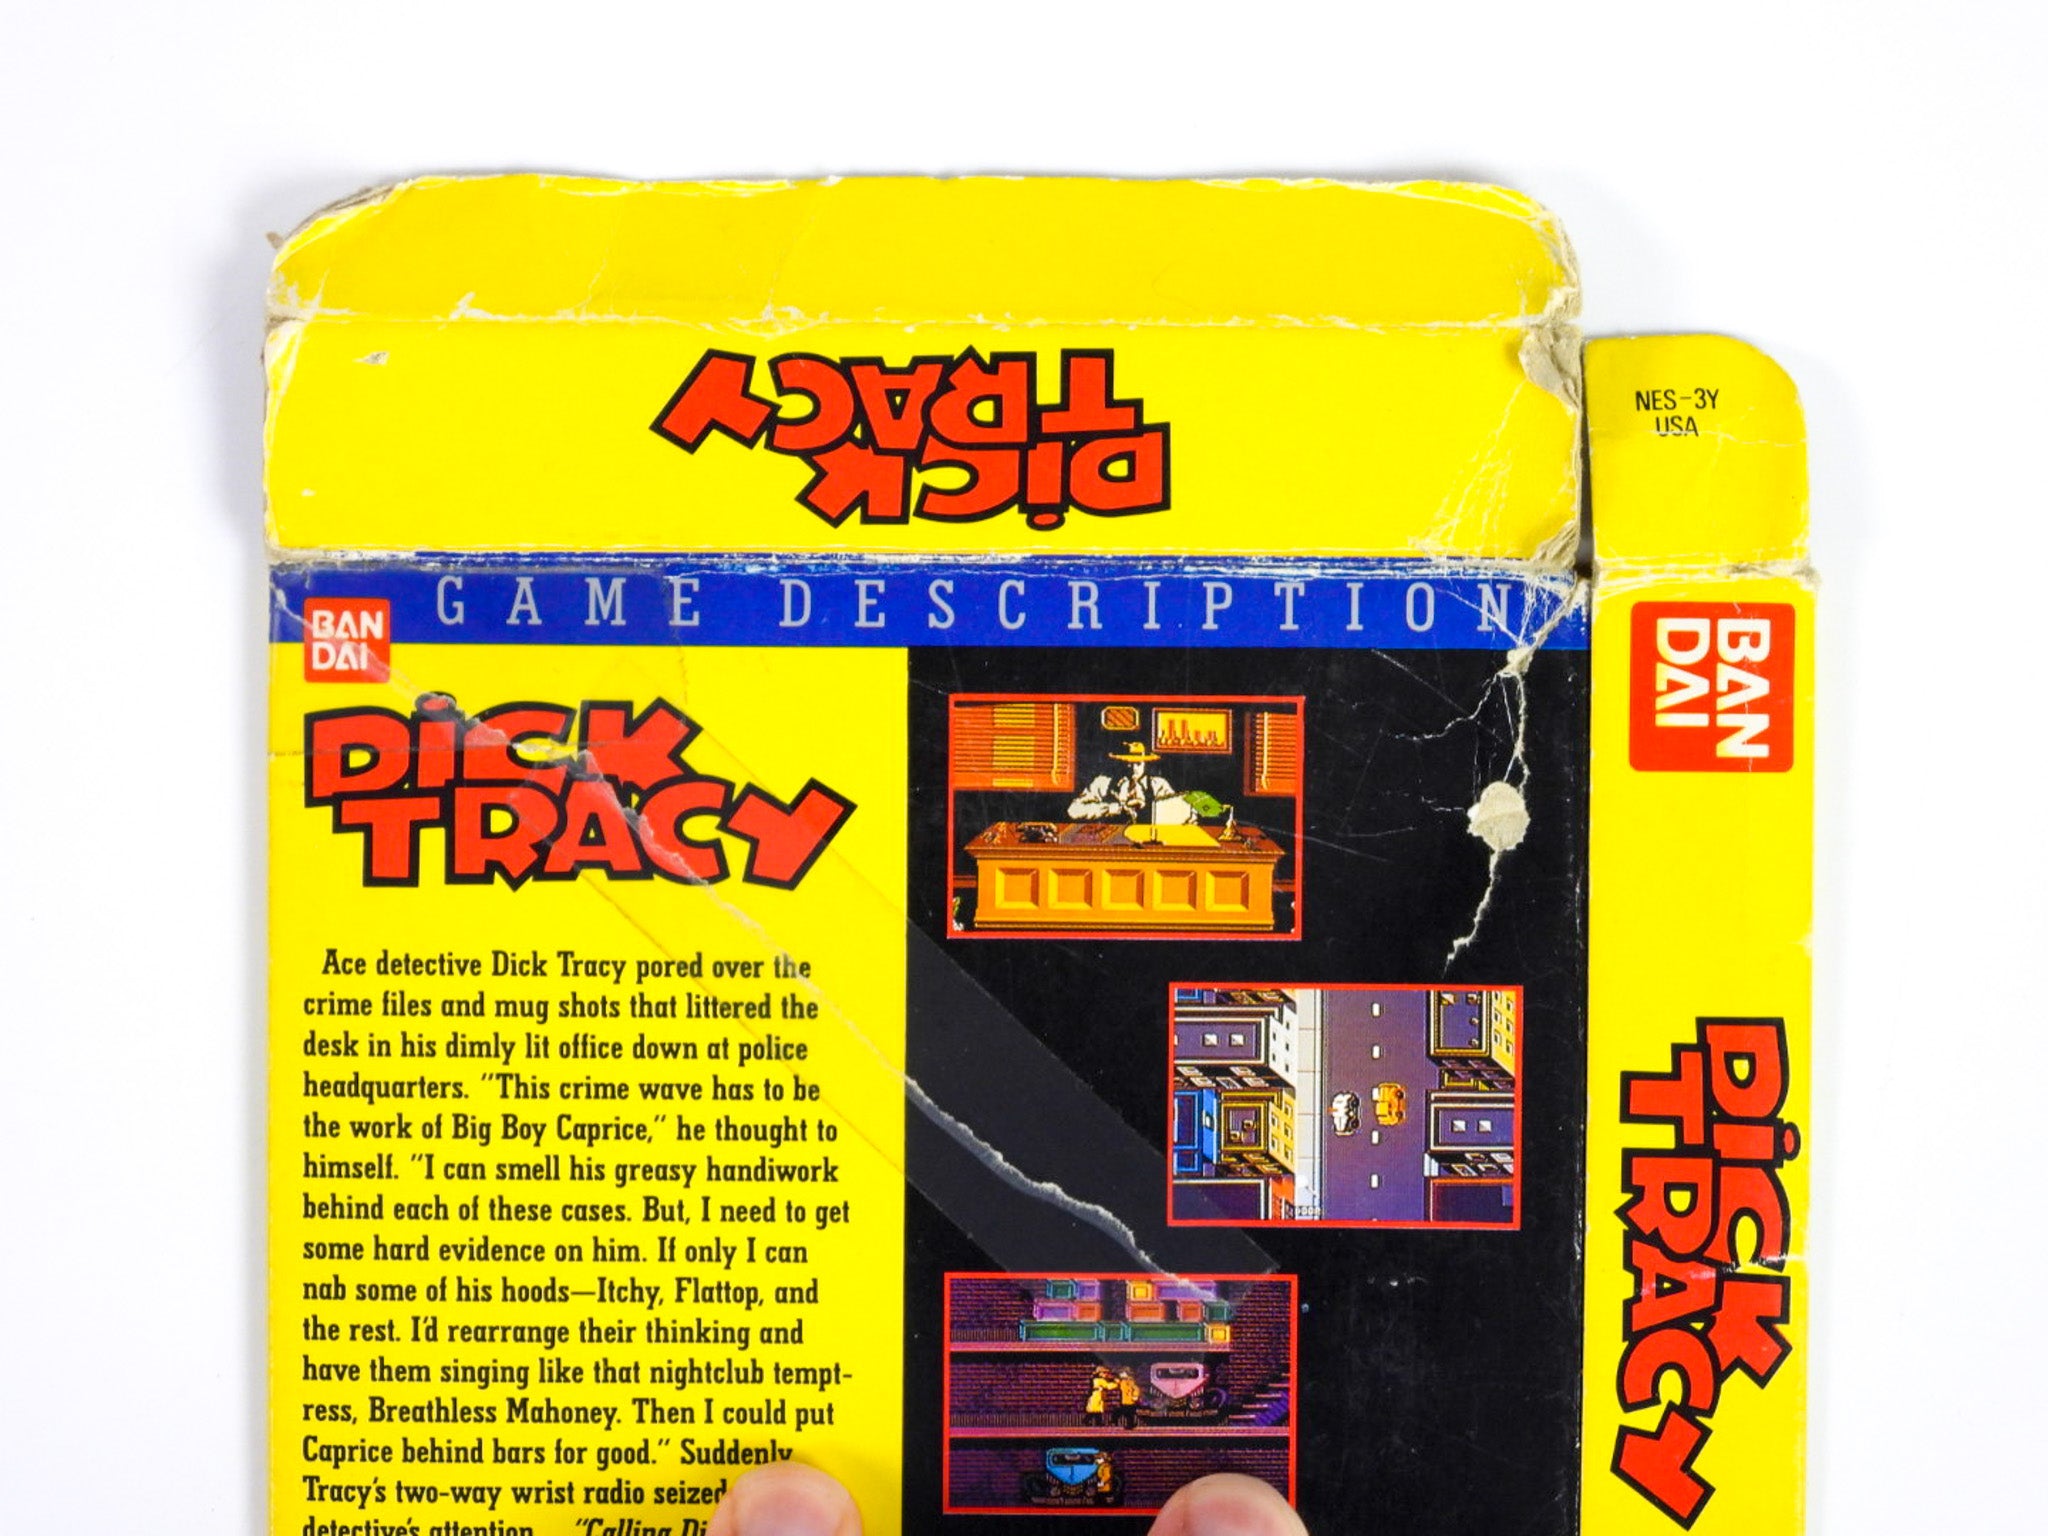 DICK
TRACY
NES-3Y
USA
GAME DESCRIPTION
BAN
DAI
DICK
TRACY
Ace detective Dick Tracy pored over the
crime files and mug shots that littered the
desk in his dimly lit office down at police
headquarters. "This crime wave has to be
the work of Big Boy Caprice," he thought to
himself. "I can smell his greasy handiwork
behind each of these cases. But, I need to get
some hard evidence on him. If only I can
nab some of his hoods—Itchy, Flattop, and
the rest. I'd rearrange their thinking and
have them singing like that nightclub tempt-
ress, Breathless Mahoney. Then I could put
Caprice behind bars for good." Suddenly
Tracy's two-way wrist radio seized
detective's attention. "Calling
BAN
DAI
DICK
TRACY